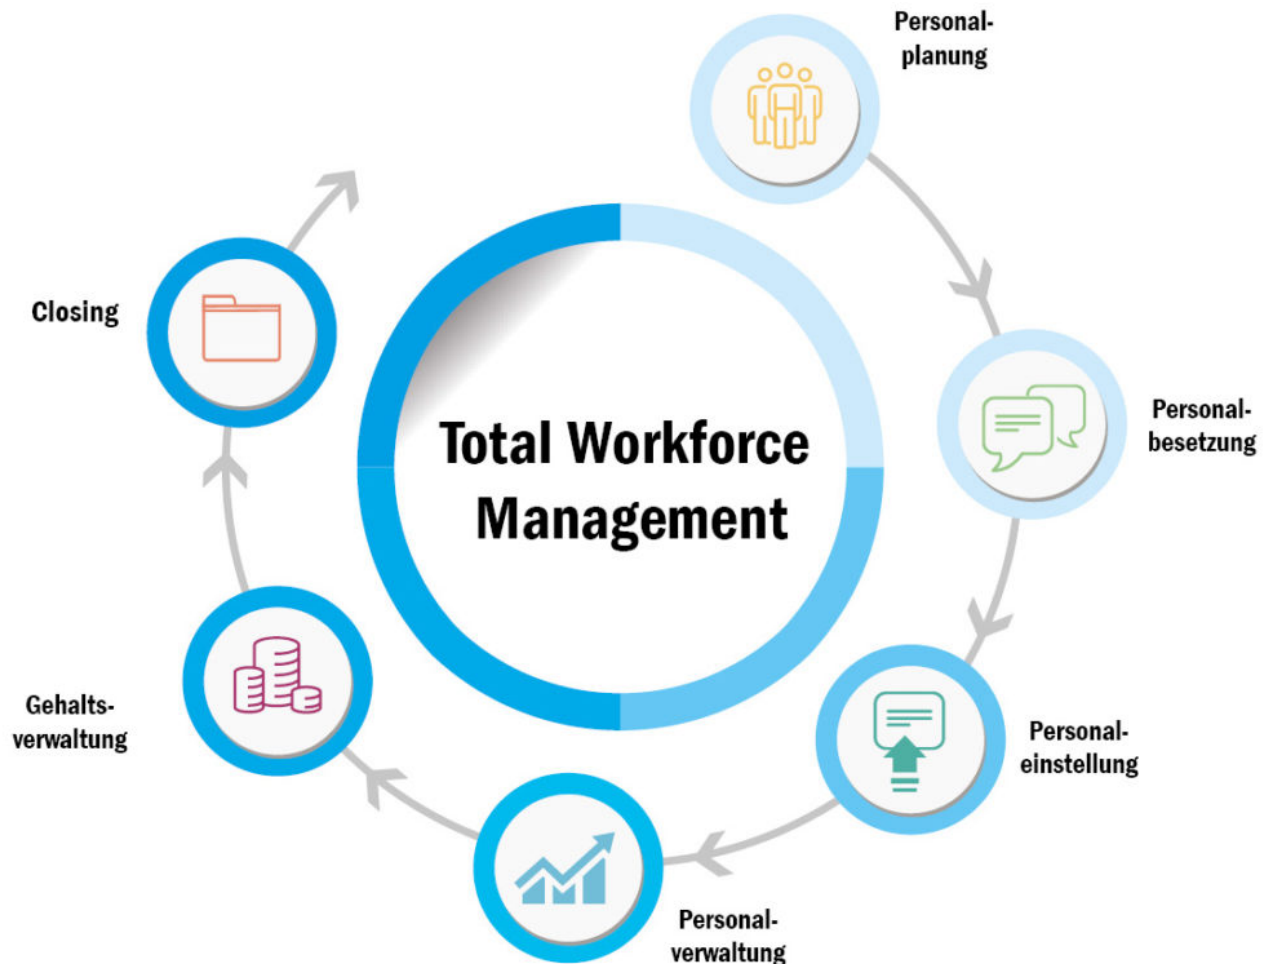 Personal-
planung
Personal-
besetzung
Personal-
einstellung
Personal-
verwaltung
Gehalts-
verwaltung
Closing
Total Workforce
Management